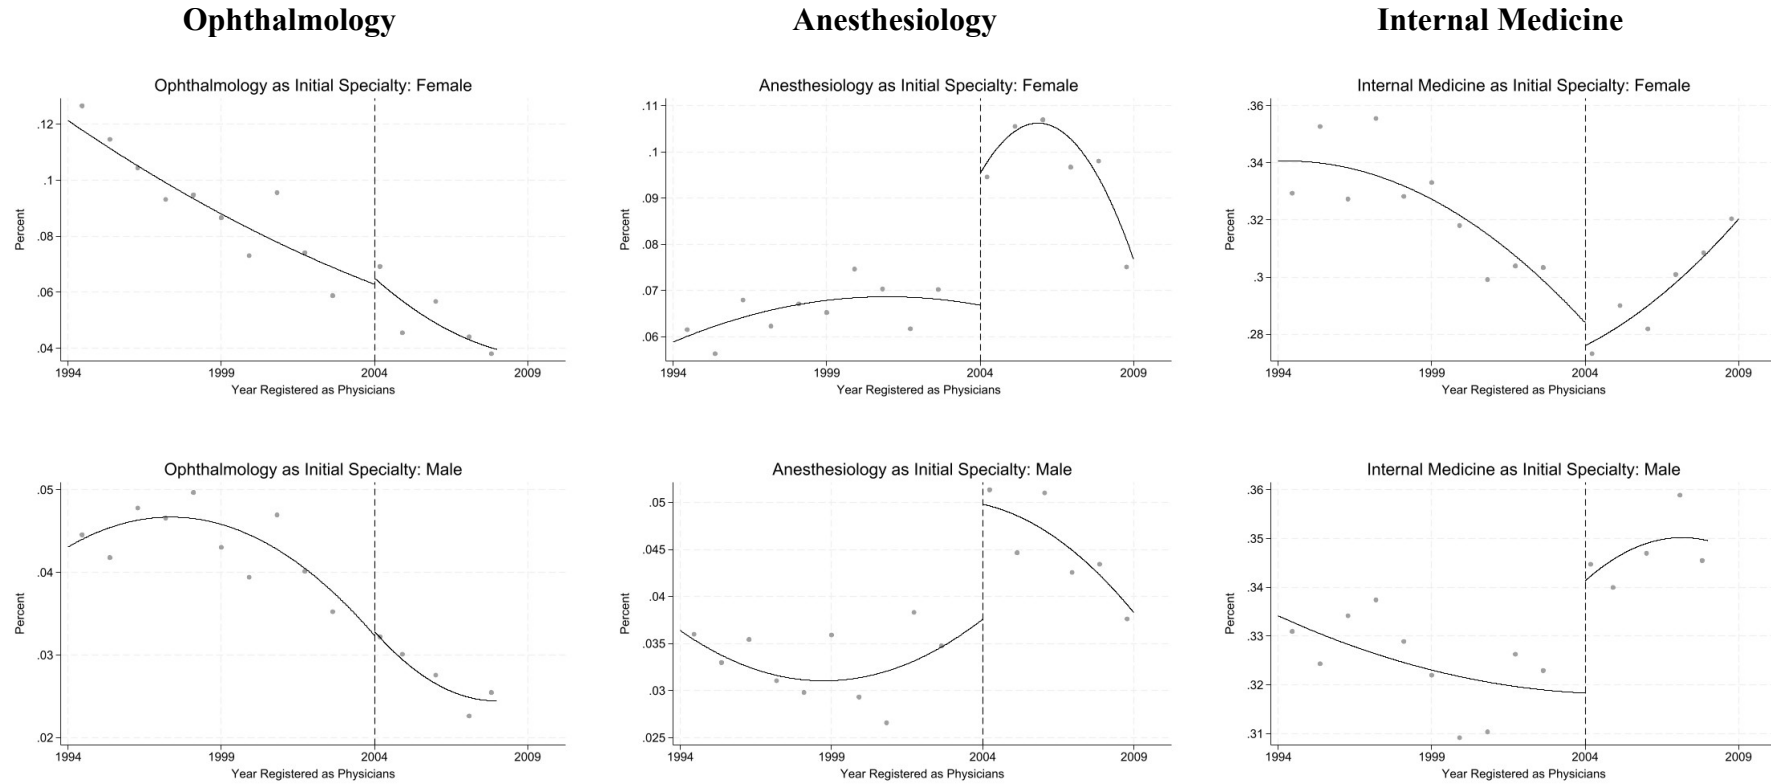 Ophthalmology
Anesthesiology
Internal Medicine
Ophthalmology as Initial Specialty: Female
Percent
.12
.1
.08
.06
.04
1994
1999
2004
2009
Year Registered as Physicians
Anesthesiology as Initial Specialty: Female
Percent
.11
.1
.09
.08
.07
.06
1994
1999
2004
2009
Year Registered as Physicians
Internal Medicine as Initial Specialty: Female
Percent
.36
.34
.32
.3
.28
1994
1999
2004
2009
Year Registered as Physicians
Ophthalmology as Initial Specialty: Male
Percent
.05
.04
.03
.02
1994
1999
2004
2009
Year Registered as Physicians
Anesthesiology as Initial Specialty: Male
Percent
.05
.045
.04
.035
.03
.025
1994
1999
2004
2009
Year Registered as Physicians
Internal Medicine as Initial Specialty: Male
Percent
.36
.35
.34
.33
.32
.31
1994
1999
2004
2009
Year Registered as Physicians